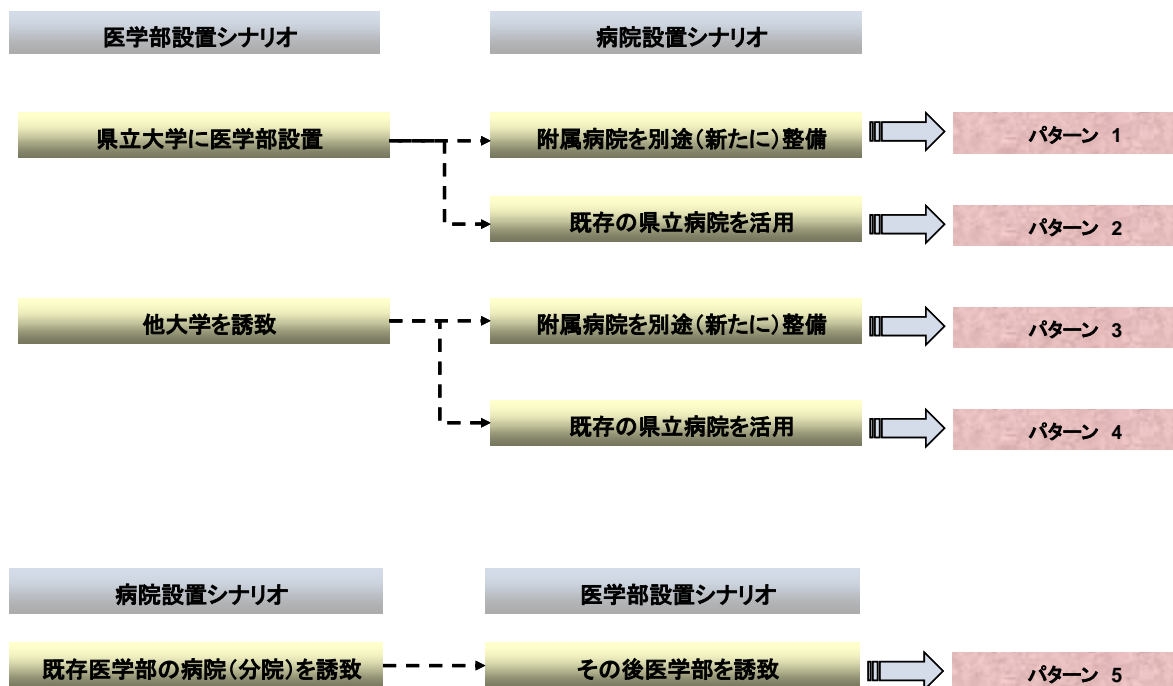 医学部設置シナリオ
病院設置シナリオ
県立大学に医学部設置
附属病院を別途(新たに)整備
パターン 1
既存の県立病院を活用
パターン 2
他大学を誘致
附属病院を別途(新たに)整備
パターン 3
既存の県立病院を活用
パターン 4
病院設置シナリオ
医学部設置シナリオ
既存医学部の病院(分院)を誘致
その後医学部を誘致
パターン 5